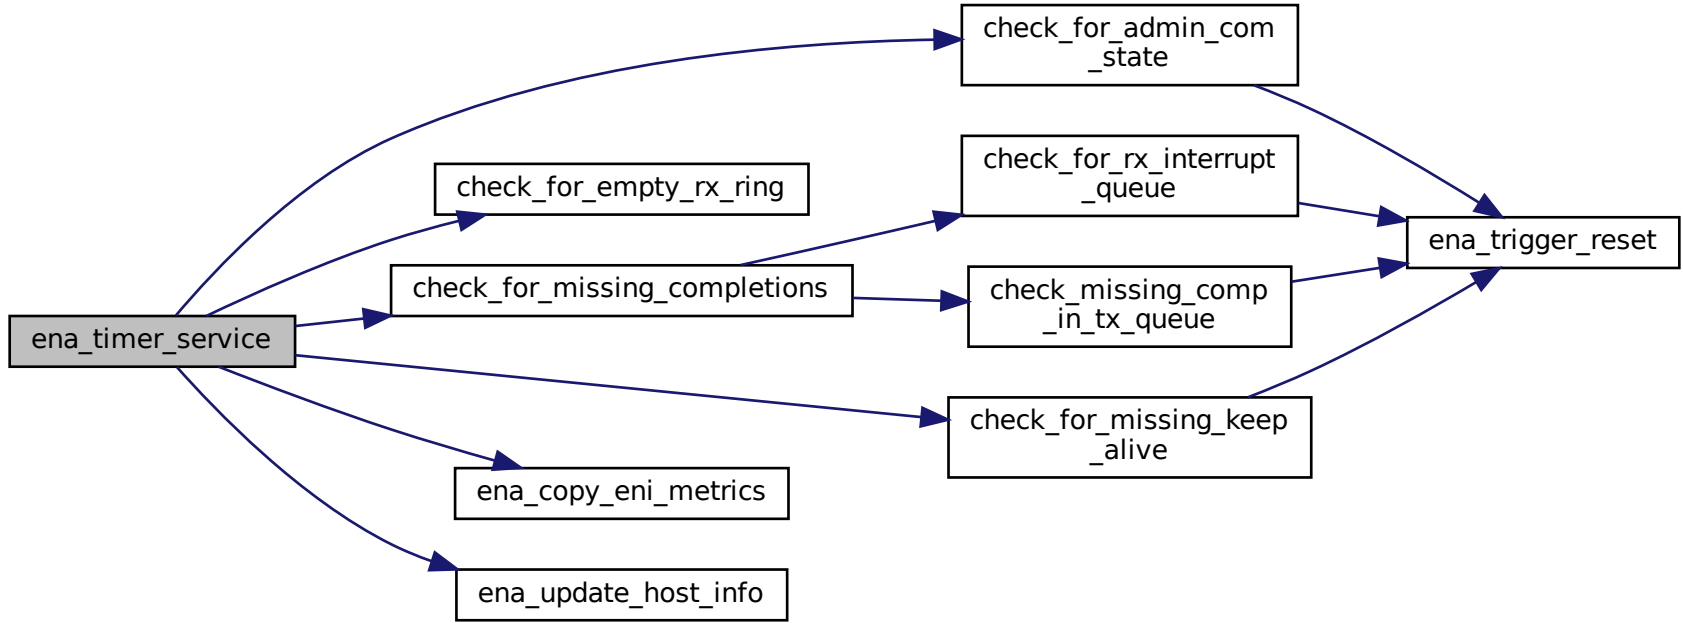 check_for_admin_com
_state
check_for_rx_interrupt
_queue
check_for_empty_rx_ring
ena_trigger_reset
check_for_missing_completions
check_missing_comp
_in_tx_queue
ena_timer_service
check_for_missing_keep
_alive
ena_copy_eni_metrics
ena_update_host_info